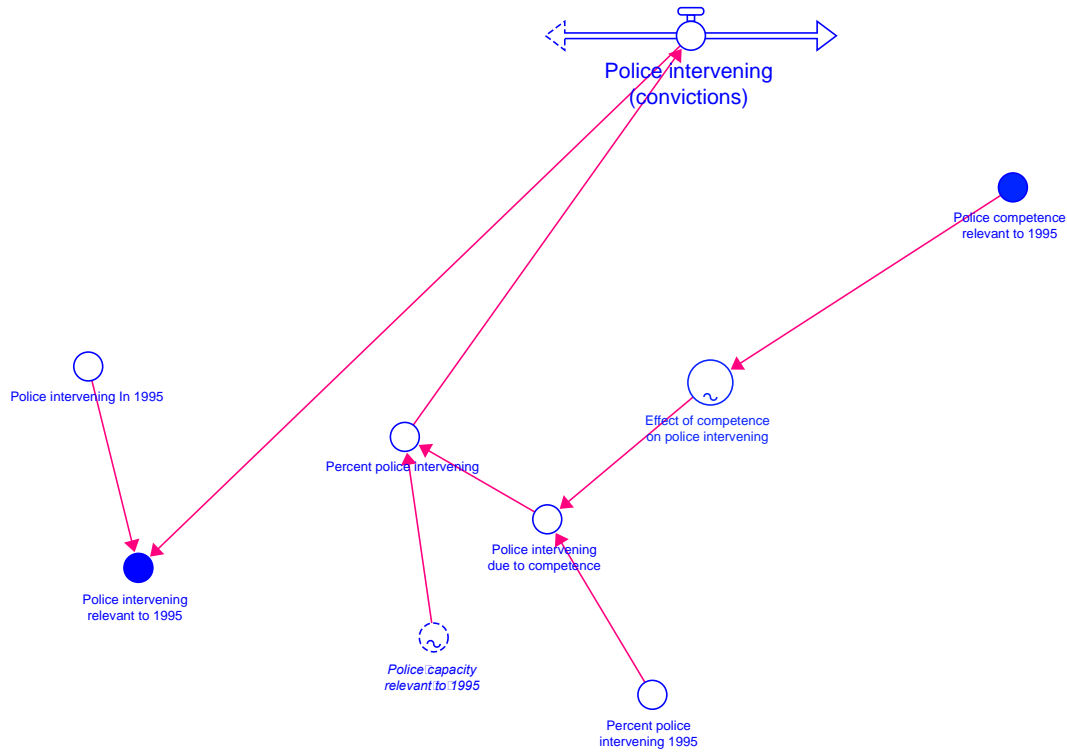 Police intervening
(convictions)
Police competence
relevant to 1995
Police intervening In 1995
Effect of competence
on police intervening
Percent police intervening
Police intervening
due to competence
Police intervening
relevant to 1995
Police capacity
relevant to 1995
Percent police
intervening 1995